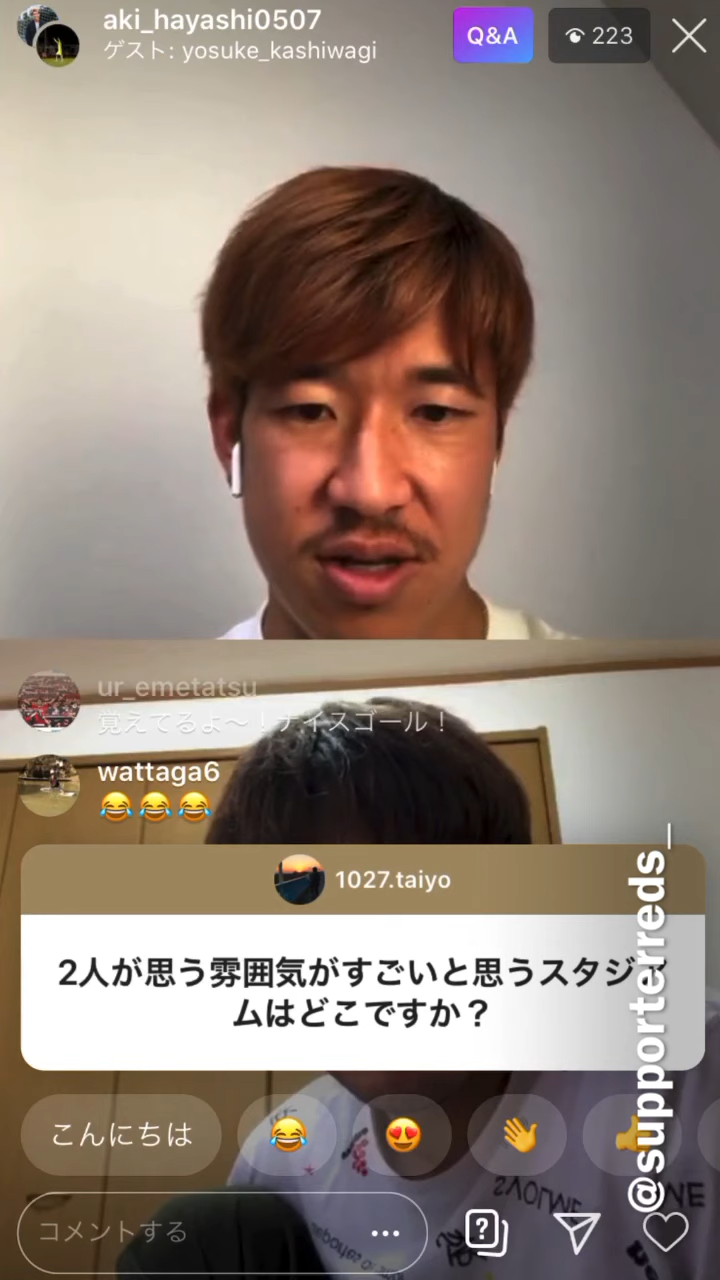 aki_hayashi0507
ゲスト: yosuke_kashiwagi
Q&A
223
ur_emetatsu
覚えてるよ〜！ナイスゴール！
wattaga6
😂😂😂
1027.taiyo
2人が思う雰囲気がすごいと思うスタジア
ムはどこですか？
@supporterreds_
こんにちは
コメントする